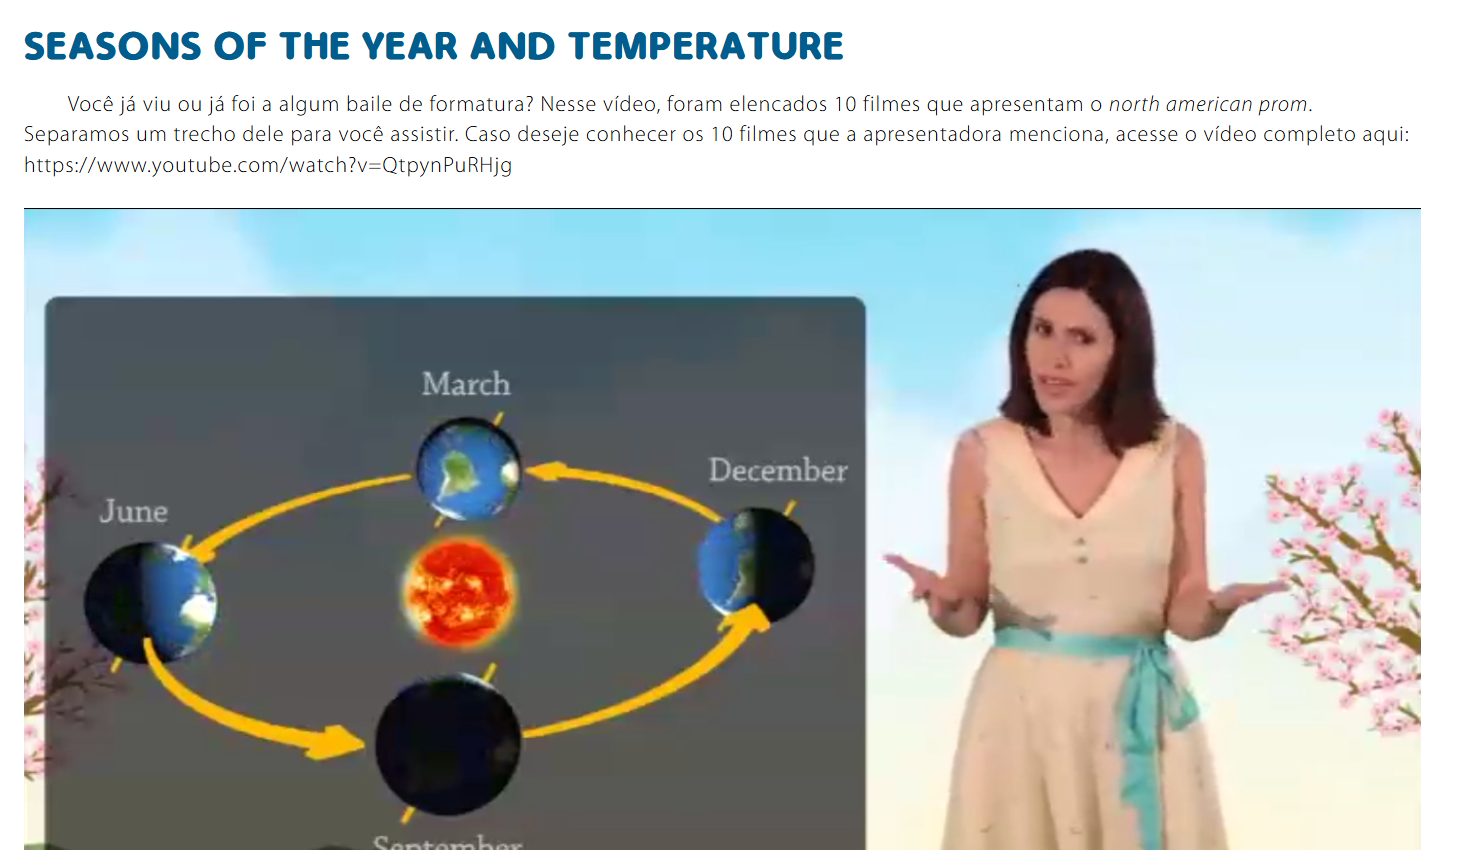 SEASONS OF THE YEAR AND TEMPERATURE
Você já viu ou já foi a algum baile de formatura? Nesse vídeo, foram elencados 10 filmes que apresentam o north american prom.
Separamos um trecho dele para você assistir. Caso deseje conhecer os 10 filmes que a apresentadora menciona, acesse o vídeo completo aqui:
https://www.youtube.com/watch?v=QtpynPuRHjg
March
December
June
September